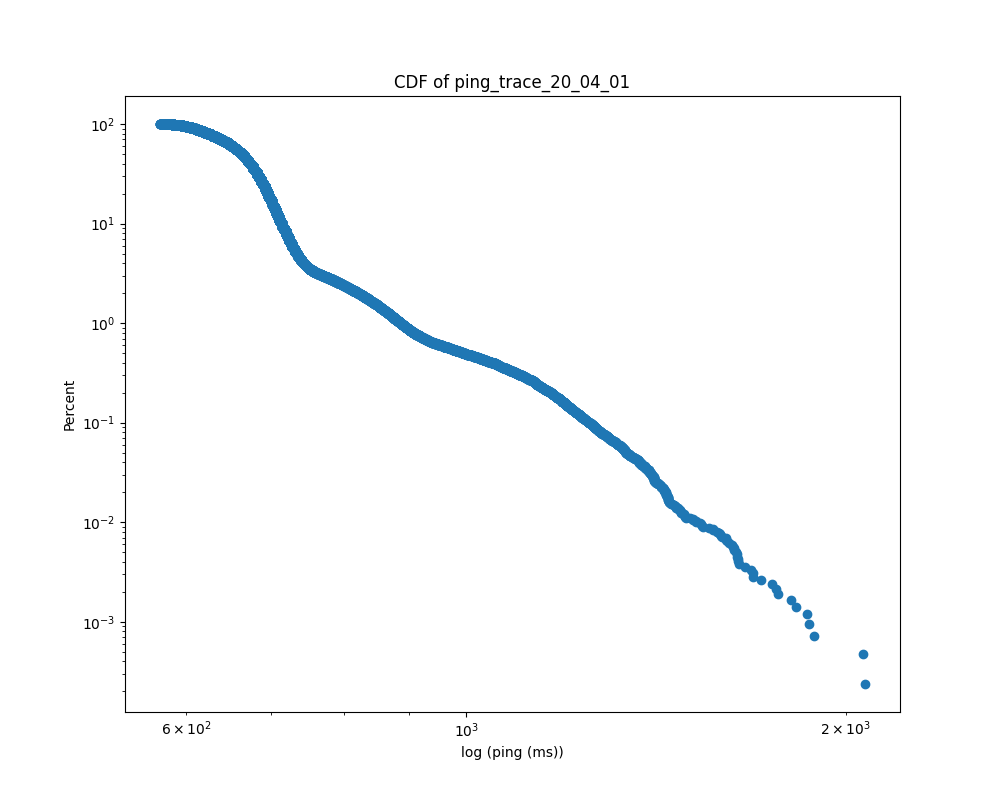 CDF of ping_trace_20_04_01
10²
10¹
10⁰
10⁻¹
10⁻²
10⁻³
Percent
6 × 10²
10³
2 × 10³
log (ping (ms))